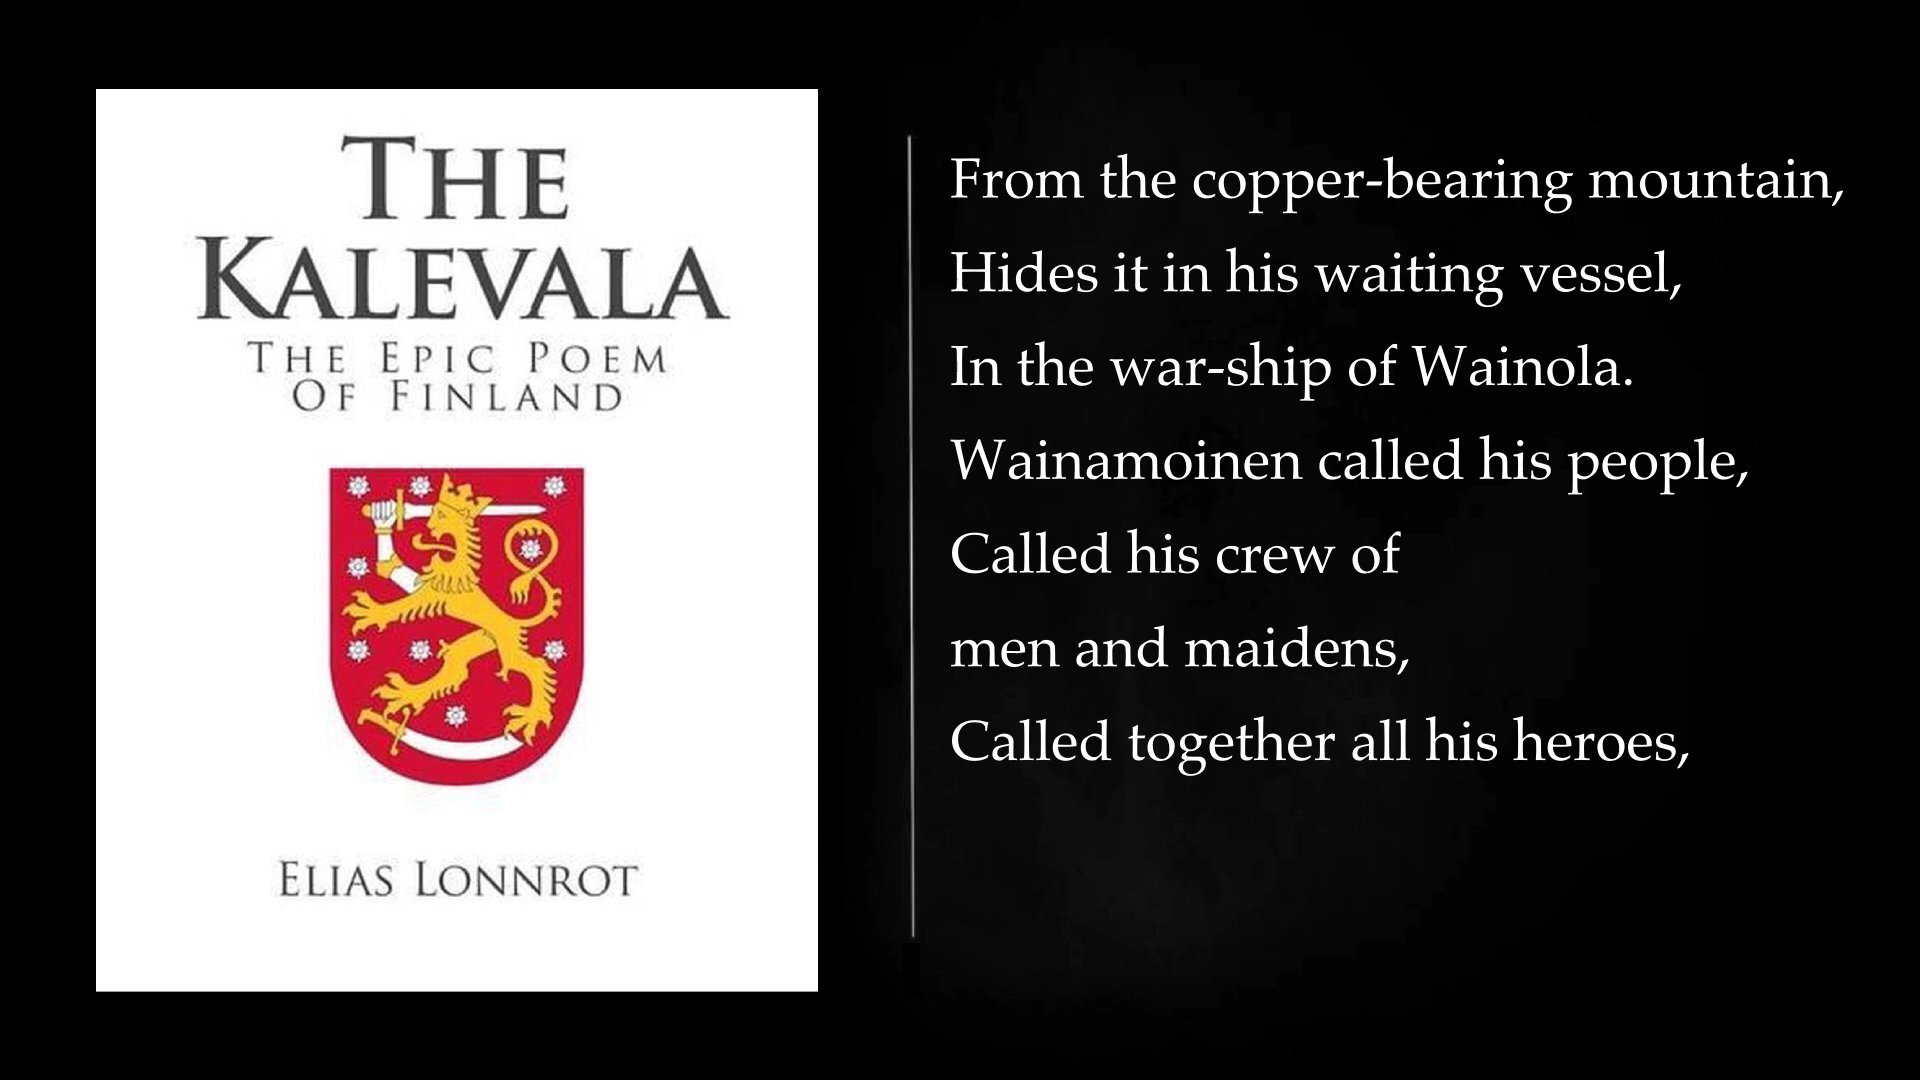 THE
KALEVALA
THE EPIC POEM
OF FINLAND
ELIAS LONNROT
From the copper-bearing mountain,
Hides it in his waiting vessel,
In the war-ship of Wainola.
Wainamoinen called his people,
Called his crew of
men and maidens,
Called together all his heroes,